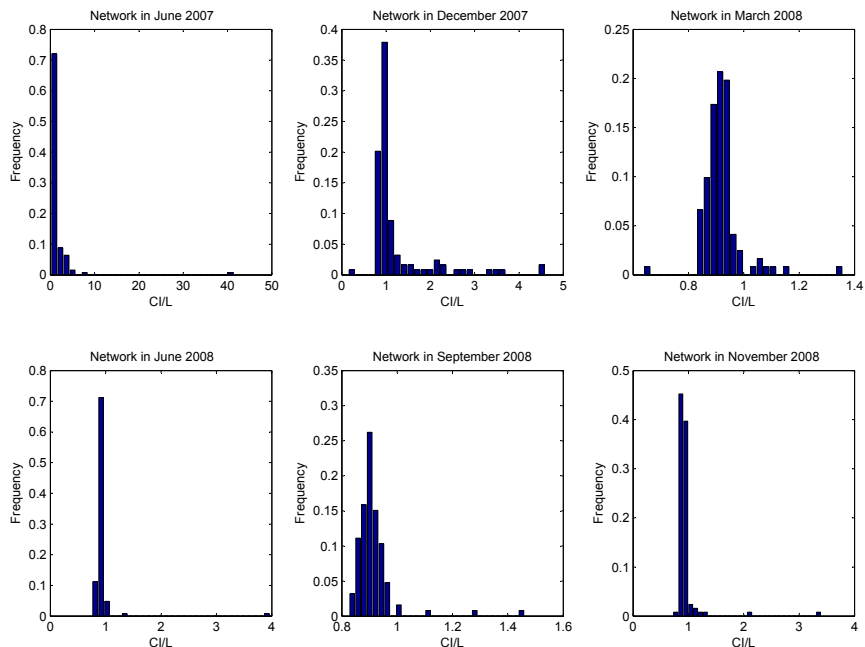 Network in June 2007
0.8
0.7
0.6
0.5
0.4
0.3
0.2
0.1
0
Frequency
0 10 20 30 40 50
CI/L
Network in December 2007
0.4
0.35
0.3
0.25
0.2
0.15
0.1
0.05
0
Frequency
0 1 2 3 4 5
CI/L
Network in March 2008
0.25
0.2
0.15
0.1
0.05
0
Frequency
0.8 1 1.2 1.4
CI/L
Network in June 2008
0.8
0.7
0.6
0.5
0.4
0.3
0.2
0.1
0
Frequency
0 1 2 3 4
CI/L
Network in September 2008
0.35
0.3
0.25
0.2
0.15
0.1
0.05
0
Frequency
0.8 1 1.2 1.4 1.6
CI/L
Network in November 2008
0.5
0.4
0.3
0.2
0.1
0
Frequency
0 1 2 3 4
CI/L